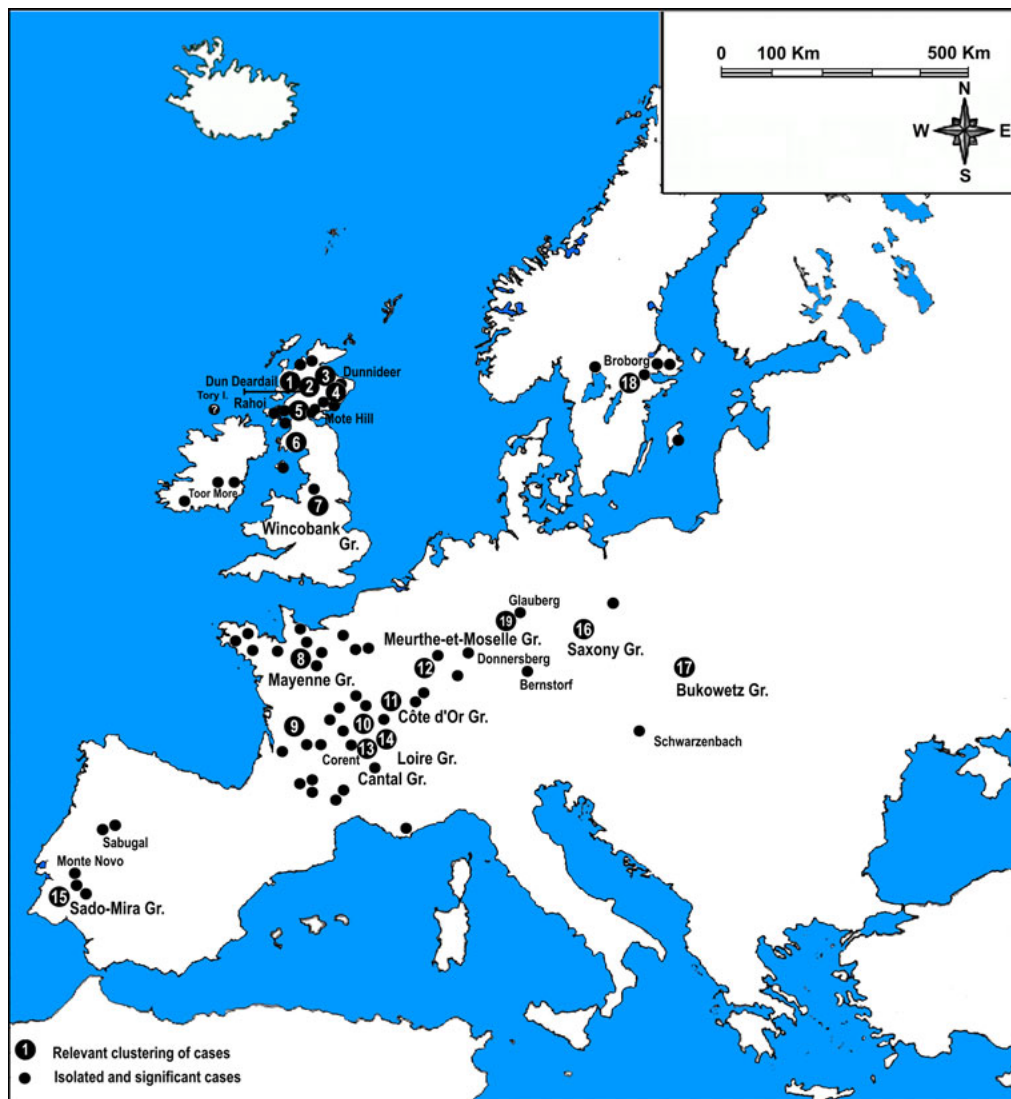 0 100 Km 500 Km
N
W E
S
Broborg
18
Dun Deardail 1 2 3 Dunnideer
4
Tory I.
?
Rahoi 5 Mote Hill
6
Toor More
7
Wincobank
Gr.
Glauberg
19
16
Saxony Gr.
Meurthe-et-Moselle Gr.
8
Mayenne Gr.
12 Donnersberg
Bernstorf
17
Bukowetz Gr.
11
Côte d'Or Gr.
9
10
Schwarzenbach
13 14
Corent Loire Gr.
Cantal Gr.
Sabugal
Monte Novo
15
Sado-Mira Gr.
1 Relevant clustering of cases
Isolated and significant cases